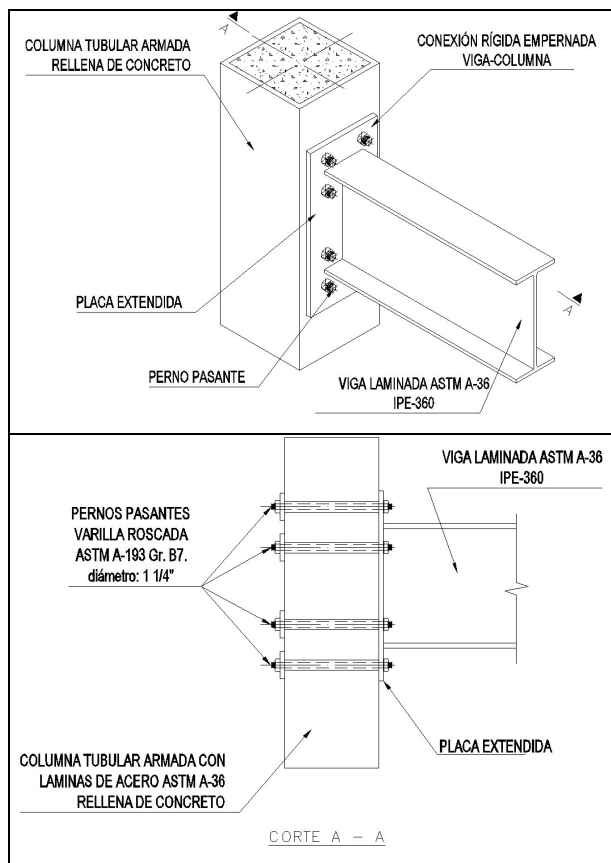 A
COLUMNA TUBULAR ARMADA
RELLENA DE CONCRETO
CONEXIÓN RÍGIDA EMPERNADA
VIGA-COLUMNA
PLACA EXTENDIDA
A
PERNO PASANTE
VIGA LAMINADA ASTM A-36
IPE-360
VIGA LAMINADA ASTM A-36
IPE-360
PERNOS PASANTES
VARILLA ROSCADA
ASTM A-193 Gr. B7.
diámetro: 1 1/4"
PLACA EXTENDIDA
COLUMNA TUBULAR ARMADA CON
LAMINAS DE ACERO ASTM A-36
RELLENA DE CONCRETO
CORTE A - A